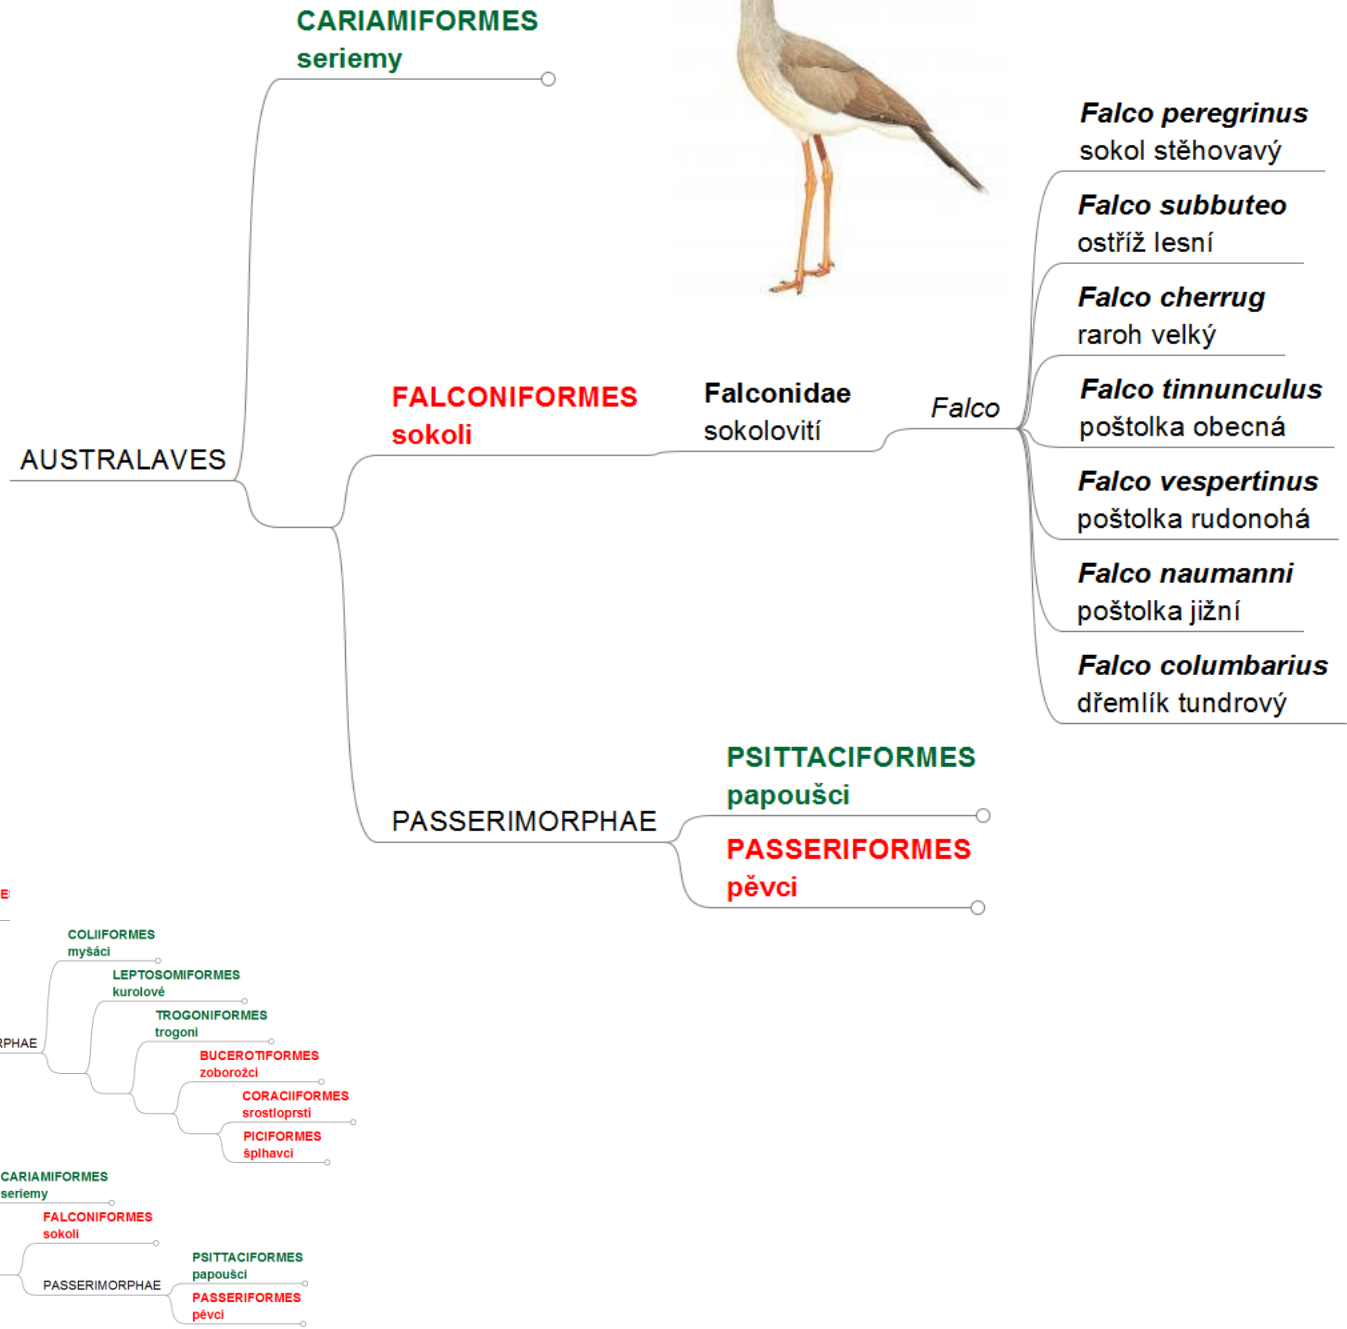 CARIAMIFORMES
seriemy
Falco peregrinus
sokol stěhovavý
Falco subbuteo
ostříž lesní
Falco cherrug
raroh velký
Falco tinnunculus
poštolka obecná
Falco vespertinus
poštolka rudonohá
Falco naumanni
poštolka jižní
Falco columbarius
dřemlík tundrový
FALCONIFORMES
sokoli
Falconidae
sokolovití
Falco
AUSTRALAVES
PSITTACIFORMES
papoušci
PASSERIMORPHAE
PASSERIFORMES
pěvci
E
COLIIFORMES
myšáci
LEPTOSOMIFORMES
kurolové
TROGONIFORMES
trogoni
RPHAE
BUCEROTIFORMES
zoborožci
CORACIIFORMES
srostloprstí
PICIFORMES
šplhavci
CARIAMIFORMES
seriemy
FALCONIFORMES
sokoli
PSITTACIFORMES
papoušci
PASSERIMORPHAE
PASSERIFORMES
pěvci